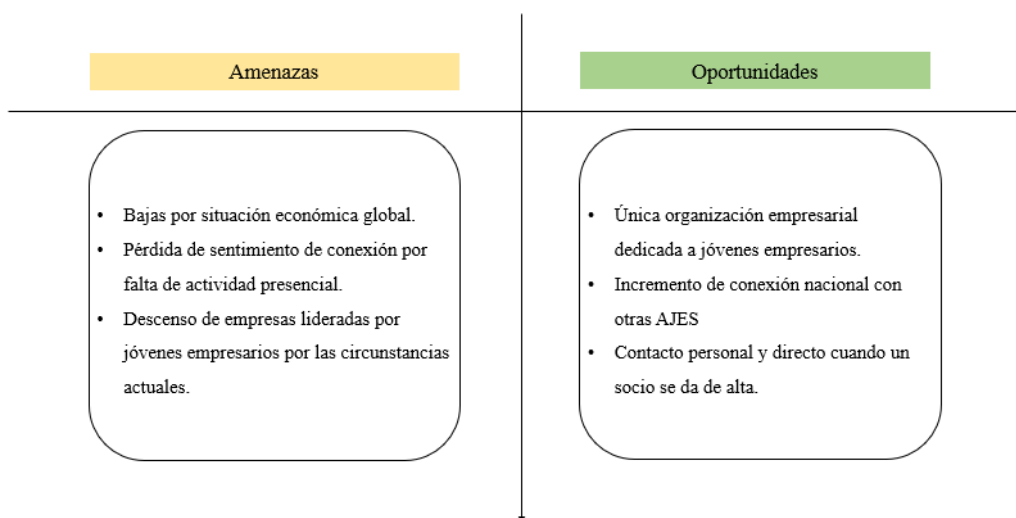 Amenazas
• Bajas por situación económica global.
• Pérdida de sentimiento de conexión por
falta de actividad presencial.
• Descenso de empresas lideradas por
jóvenes empresarios por las circunstancias
actuales.
Oportunidades
• Única organización empresarial
dedicada a jóvenes empresarios.
• Incremento de conexión nacional con
otras AJES
• Contacto personal y directo cuando un
socio se da de alta.